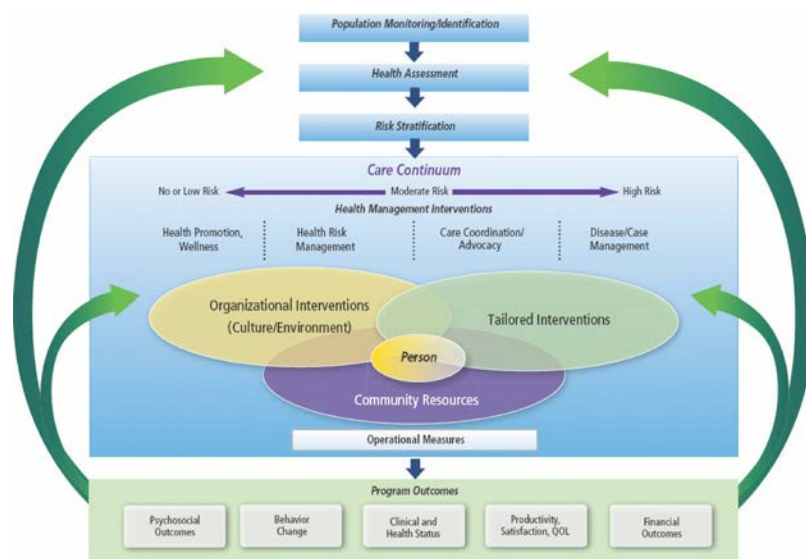 Population Monitoring/Identification
Health Assessment
Risk Stratification
Care Continuum
No or Low Risk
Moderate Risk
High Risk
Health Management Interventions
Health Promotion,
Wellness
Health Risk
Management
Care Coordination/
Advocacy
Disease/Case
Management
Organizational Interventions
(Culture/Environment)
Tailored Interventions
Person
Community Resources
Operational Measures
Program Outcomes
Psychosocial
Outcomes
Behavior
Change
Clinical and
Health Status
Productivity,
Satisfaction, QOL
Financial
Outcomes